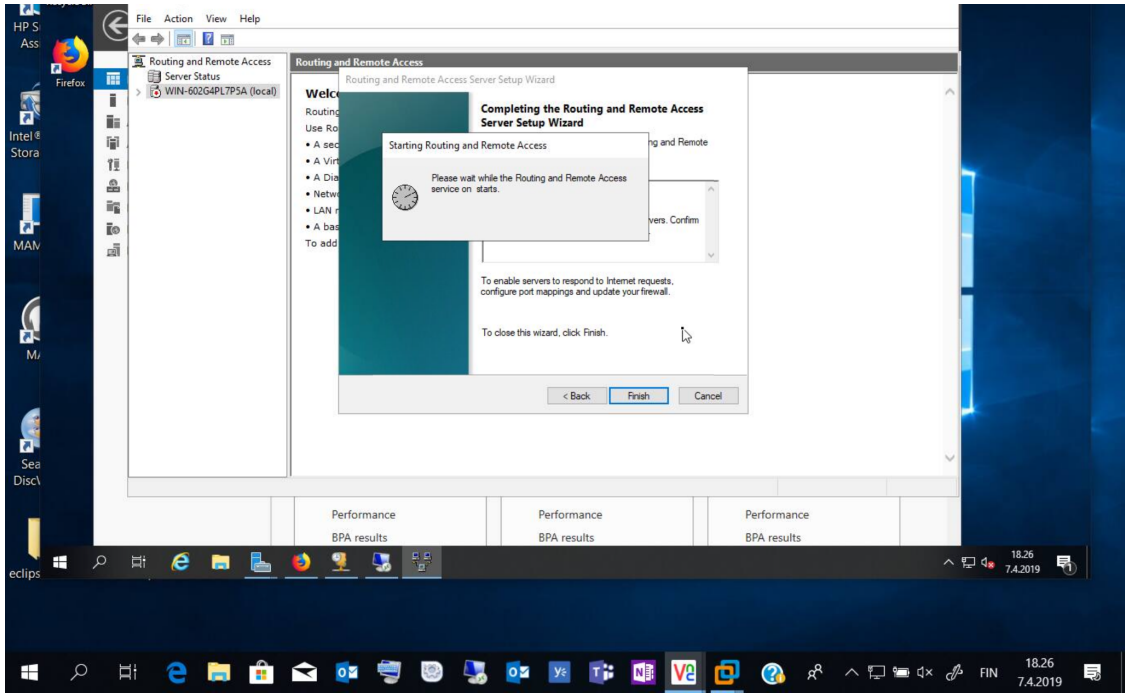 HP S
Ass
Firefox
Intel®
Stora
MAM
Sea
Disc\
eclips
File Action View Help
Routing and Remote Access
Server Status
WIN-602G4PL7P5A (local)
Routing and Remote Access
Welc
Routing
Use Ro
• A sec
• A Virt
• A Dia
• Netw
• LAN r
• A bas
To add
Routing and Remote Access Server Setup Wizard
Completing the Routing and Remote Access
Server Setup Wizard
ng and Remote
Starting Routing and Remote Access
Please wait while the Routing and Remote Access
service on starts.
vers. Confirm
To enable servers to respond to Internet requests,
configure port mappings and update your firewall.
To close this wizard, click Finish.
< Back Finish Cancel
Performance Performance Performance
BPA results BPA results BPA results
18.26
7.4.2019
1
FIN
18.26
7.4.2019